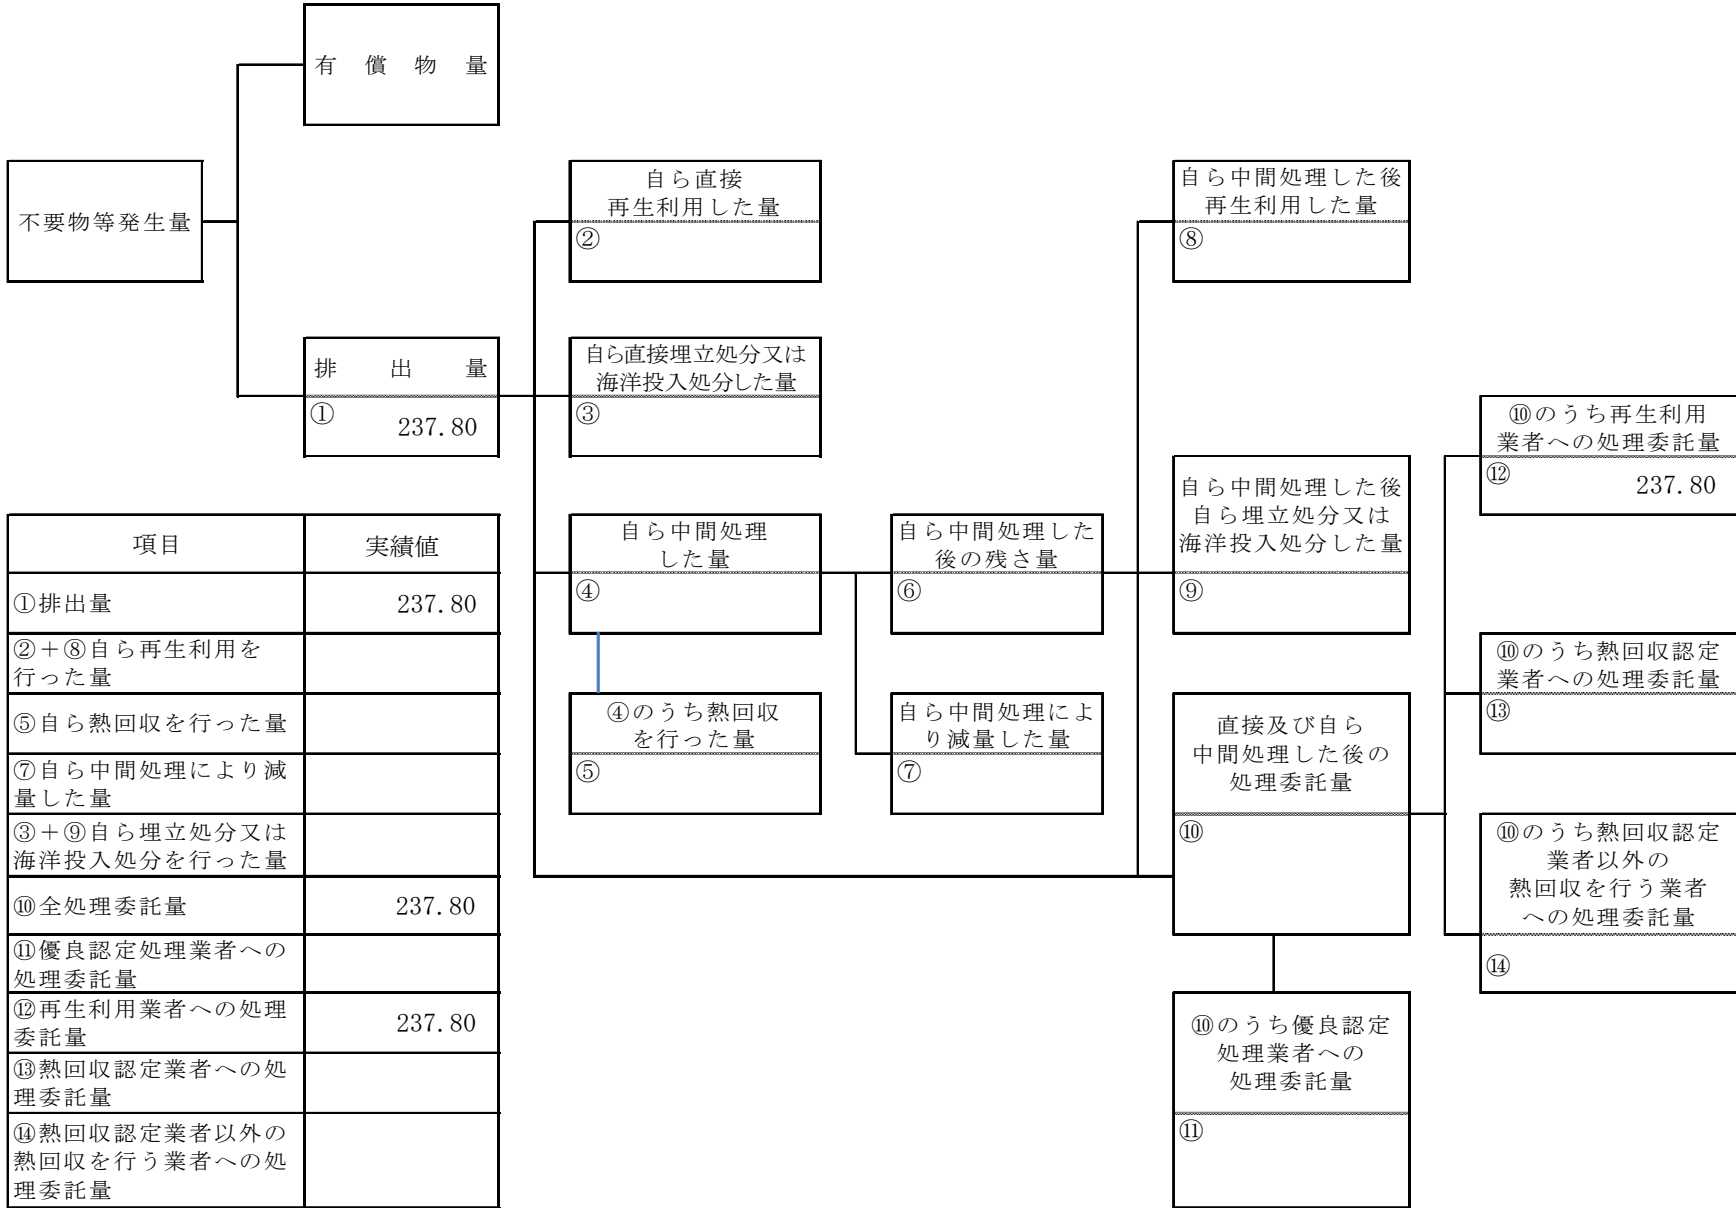 有償物量
不要物等発生量
自ら直接
再生利用した量
②
自ら中間処理した後
再生利用した量
⑧
排出量
①
237.80
自ら直接埋立処分又は
海洋投入処分した量
③
⑩のうち再生利用
業者への処理委託量
⑫
237.80
自ら中間処理した後
自ら埋立処分又は
海洋投入処分した量
⑨
自ら中間処理
した量
④
自ら中間処理した
後の残さ量
⑥
⑩のうち熱回収認定
業者への処理委託量
⑬
④のうち熱回収
を行った量
⑤
自ら中間処理によ
り減量した量
⑦
直接及び自ら
中間処理した後の
処理委託量
⑩
⑩のうち熱回収認定
業者以外の
熱回収を行う業者
への処理委託量
⑭
⑩のうち優良認定
処理業者への
処理委託量
⑪
項目 実績値
①排出量 237.80
②+⑧自ら再生利用を
行った量
⑤自ら熱回収を行った量
⑦自ら中間処理により減
量した量
③+⑨自ら埋立処分又は
海洋投入処分を行った量
⑩全処理委託量 237.80
⑪優良認定処理業者への
処理委託量
⑫再生利用業者への処理
委託量 237.80
⑬熱回収認定業者への処
理委託量
⑭熱回収認定業者以外の
熱回収を行う業者への処
理委託量